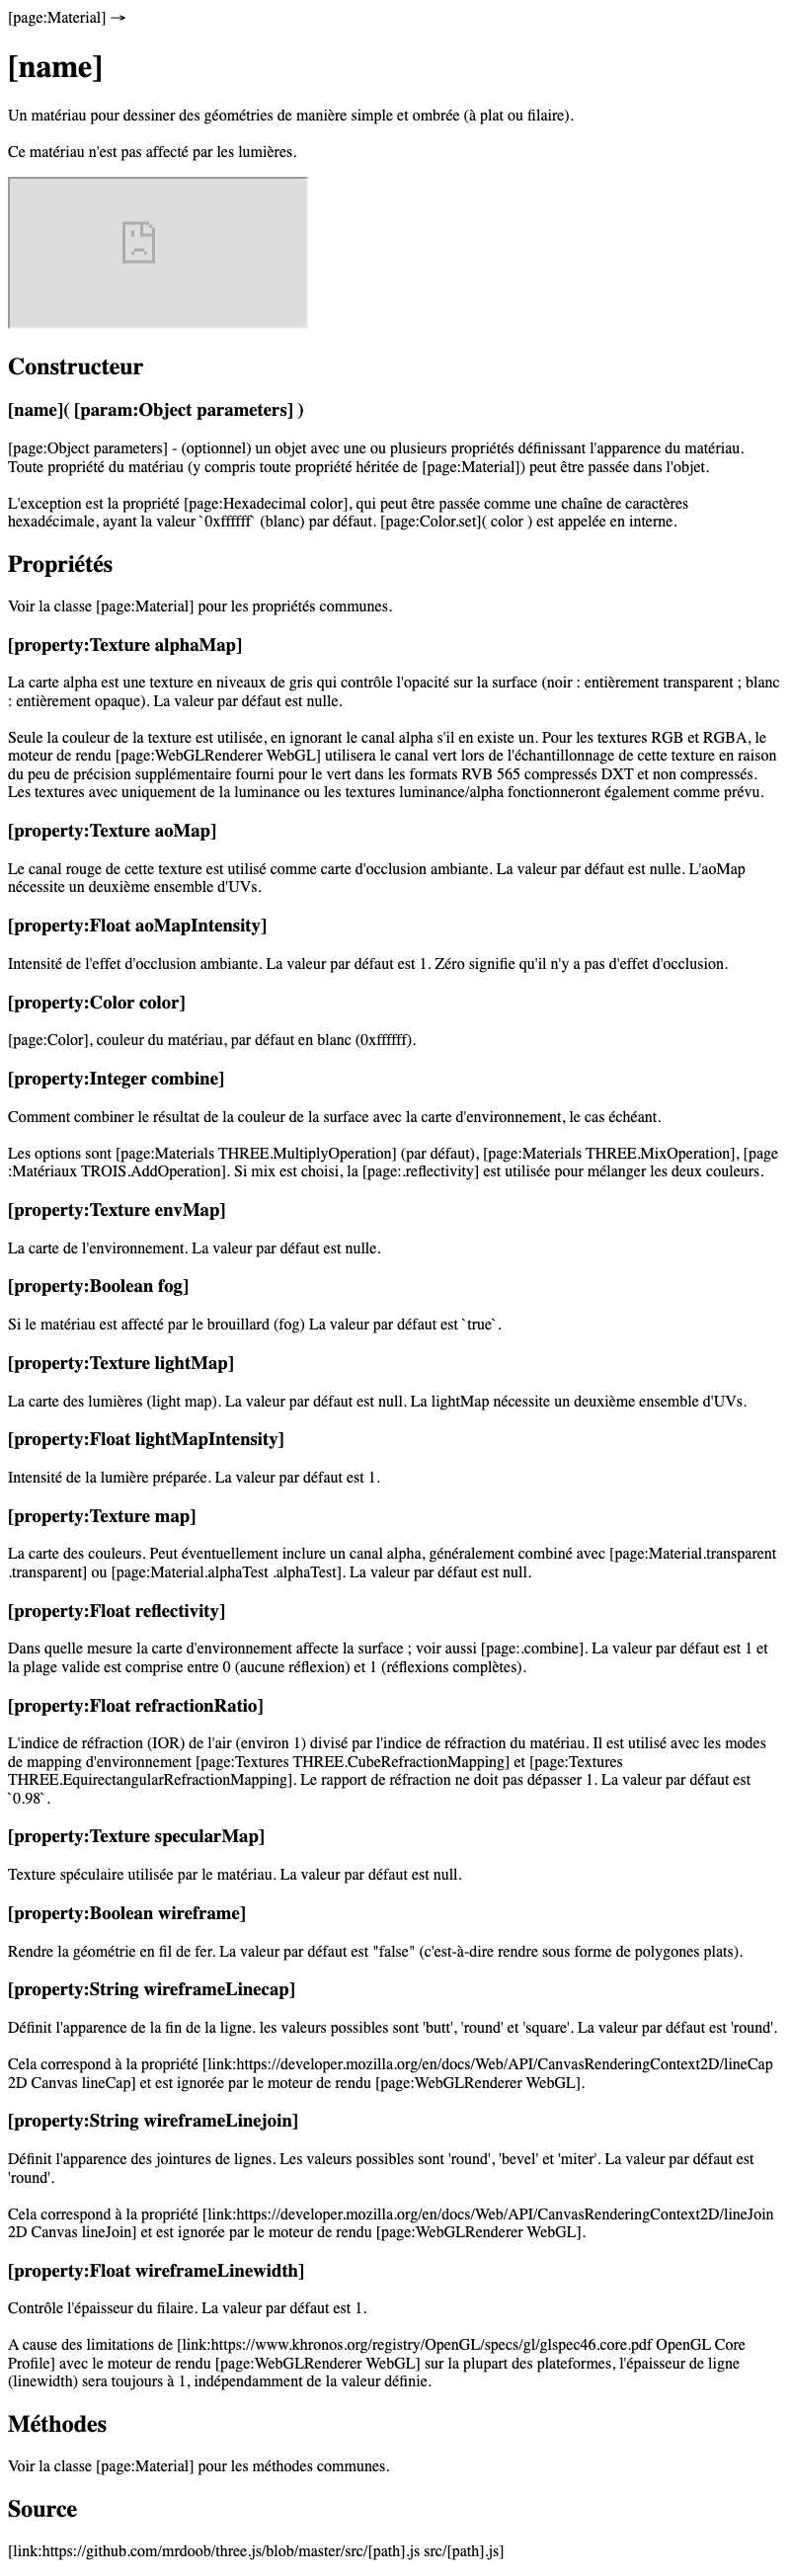 [page:Material] →
[name]
Un matériau pour dessiner des géométries de manière simple et ombrée (à plat ou filaire).
Ce matériau n'est pas affecté par les lumières.
Constructeur
[name]( [param:Object parameters] )
[page:Object parameters] - (optionnel) un objet avec une ou plusieurs propriétés définissant l'apparence du matériau.
Toute propriété du matériau (y compris toute propriété héritée de [page:Material]) peut être passée dans l'objet.
L'exception est la propriété [page:Hexadecimal color], qui peut être passée comme une chaîne de caractères
hexadécimale, ayant la valeur `0xffffff` (blanc) par défaut. [page:Color.set]( color ) est appelée en interne.
Propriétés
Voir la classe [page:Material] pour les propriétés communes.
[property:Texture alphaMap]
La carte alpha est une texture en niveaux de gris qui contrôle l'opacité sur la surface (noir : entièrement transparent ; blanc
: entièrement opaque). La valeur par défaut est nulle.
Seule la couleur de la texture est utilisée, en ignorant le canal alpha s'il en existe un. Pour les textures RGB et RGBA, le
moteur de rendu [page:WebGLRenderer WebGL] utilisera le canal vert lors de l'échantillonnage de cette texture en raison
du peu de précision supplémentaire fourni pour le vert dans les formats RVB 565 compressés DXT et non compressés.
Les textures avec uniquement de la luminance ou les textures luminance/alpha fonctionneront également comme prévu.
[property:Texture aoMap]
Le canal rouge de cette texture est utilisé comme carte d'occlusion ambiante. La valeur par défaut est nulle. L'aoMap
nécessite un deuxième ensemble d'UVs.
[property:Float aoMapIntensity]
Intensité de l'effet d'occlusion ambiante. La valeur par défaut est 1. Zéro signifie qu'il n'y a pas d'effet d'occlusion.
[property:Color color]
[page:Color], couleur du matériau, par défaut en blanc (0xffffff).
[property:Integer combine]
Comment combiner le résultat de la couleur de la surface avec la carte d'environnement, le cas échéant.
Les options sont [page:Materials THREE.MultiplyOperation] (par défaut), [page:Materials THREE.MixOperation], [page
:Matériaux TROIS.AddOperation]. Si mix est choisi, la [page:.reflectivity] est utilisée pour mélanger les deux couleurs.
[property:Texture envMap]
La carte de l'environnement. La valeur par défaut est nulle.
[property:Boolean fog]
Si le matériau est affecté par le brouillard (fog) La valeur par défaut est `true`.
[property:Texture lightMap]
La carte des lumières (light map). La valeur par défaut est null. La lightMap nécessite un deuxième ensemble d'UVs.
[property:Float lightMapIntensity]
Intensité de la lumière préparée. La valeur par défaut est 1.
[property:Texture map]
La carte des couleurs. Peut éventuellement inclure un canal alpha, généralement combiné avec [page:Material.transparent
.transparent] ou [page:Material.alphaTest .alphaTest]. La valeur par défaut est null.
[property:Float reflectivity]
Dans quelle mesure la carte d'environnement affecte la surface ; voir aussi [page:.combine]. La valeur par défaut est 1 et
la plage valide est comprise entre 0 (aucune réflexion) et 1 (réflexions complètes).
[property:Float refractionRatio]
L'indice de réfraction (IOR) de l'air (environ 1) divisé par l'indice de réfraction du matériau. Il est utilisé avec les modes
de mapping d'environnement [page:Textures THREE.CubeRefractionMapping] et [page:Textures
THREE.EquirectangularRefractionMapping]. Le rapport de réfraction ne doit pas dépasser 1. La valeur par défaut est
`0.98`.
[property:Texture specularMap]
Texture spéculaire utilisée par le matériau. La valeur par défaut est null.
[property:Boolean wireframe]
Rendre la géométrie en fil de fer. La valeur par défaut est "false" (c'est-à-dire rendre sous forme de polygones plats).
[property:String wireframeLinecap]
Définit l'apparence de la fin de la ligne. les valeurs possibles sont 'butt', 'round' et 'square'. La valeur par défaut est 'round'.
Cela correspond à la propriété [link:https://developer.mozilla.org/en/docs/Web/API/CanvasRenderingContext2D/lineCap
2D Canvas lineCap] et est ignorée par le moteur de rendu [page:WebGLRenderer WebGL].
[property:String wireframeLinejoin]
Définit l'apparence des jointures de lignes. Les valeurs possibles sont 'round', 'bevel' et 'miter'. La valeur par défaut est
'round'.
Cela correspond à la propriété [link:https://developer.mozilla.org/en/docs/Web/API/CanvasRenderingContext2D/lineJoin
2D Canvas lineJoin] et est ignorée par le moteur de rendu [page:WebGLRenderer WebGL].
[property:Float wireframeLinewidth]
Contrôle l'épaisseur du filaire. La valeur par défaut est 1.
A cause des limitations de [link:https://www.khronos.org/registry/OpenGL/specs/gl/glspec46.core.pdf OpenGL Core
Profile] avec le moteur de rendu [page:WebGLRenderer WebGL] sur la plupart des plateformes, l'épaisseur de ligne
(linewidth) sera toujours à 1, indépendamment de la valeur définie.
Méthodes
Voir la classe [page:Material] pour les méthodes communes.
Source
[link:https://github.com/mrdoob/three.js/blob/master/src/[path].js src/[path].js]